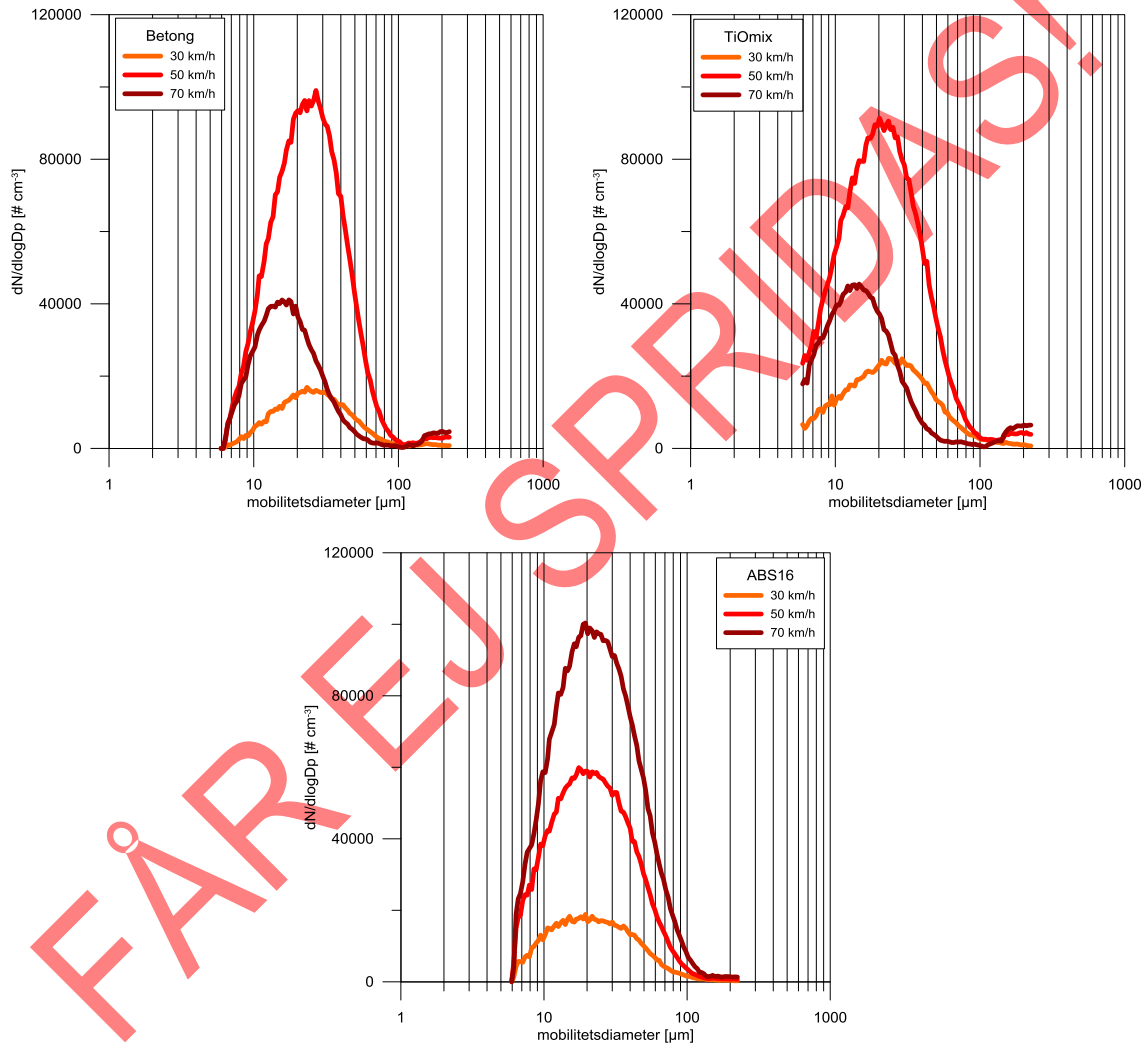 Betong
30 km/h
50 km/h
70 km/h
120000
80000
40000
0
dN/dlogDp [# cm-3]
1
10
100
1000
mobilitetsdiameter [µm]
TiOmix
30 km/h
50 km/h
70 km/h
120000
80000
40000
0
dN/dlogDp [# cm-3]
1
10
100
1000
mobilitetsdiameter [µm]
ABS16
30 km/h
50 km/h
70 km/h
120000
80000
40000
0
dN/dlogDp [# cm-3]
1
10
100
1000
mobilitetsdiameter [µm]
FÅR EJ SPRIDAS!